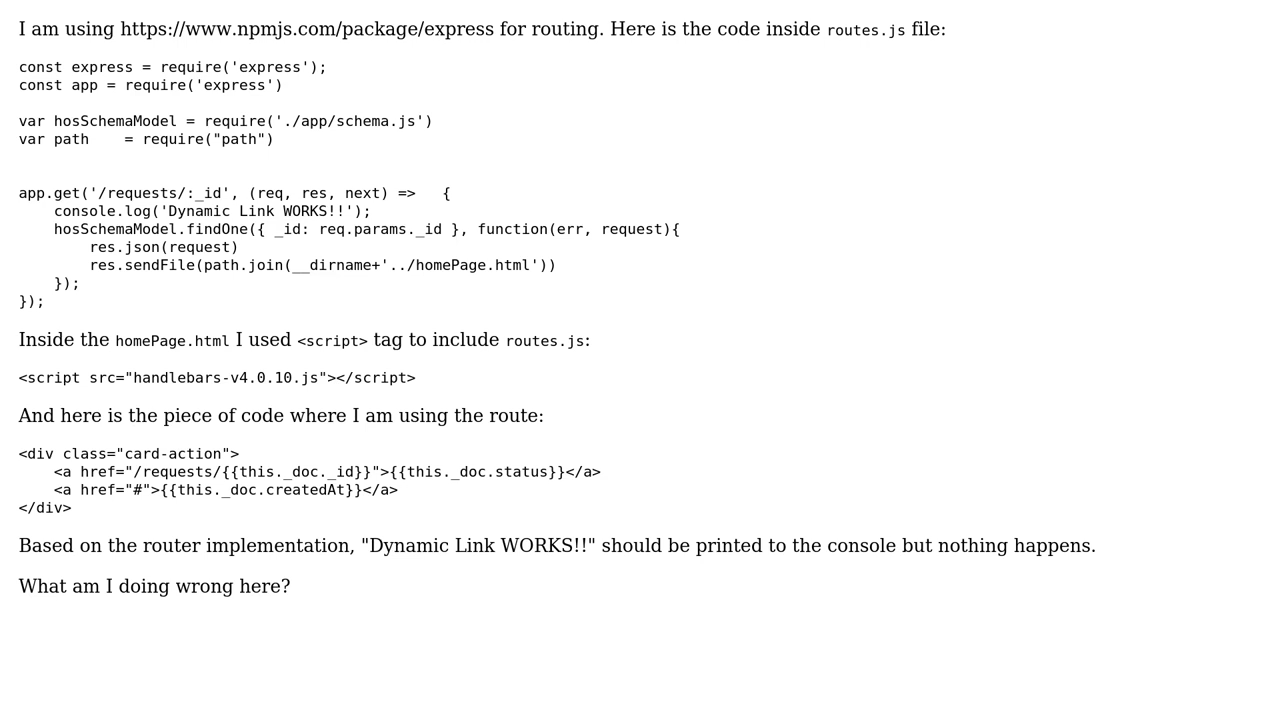 I am using https://www.npmjs.com/package/express for routing. Here is the code inside routes.js file:
const express = require('express');
const app = require('express')
var hosSchemaModel = require('./app/schema.js')
var path    = require("path")
app.get('/requests/:_id', (req, res, next) =>   {
    console.log('Dynamic Link WORKS!!');
    hosSchemaModel.findOne({ _id: req.params._id }, function(err, request){
        res.json(request)
        res.sendFile(path.join(__dirname+'../homePage.html'))
    });
});
Inside the homePage.html I used <script> tag to include routes.js:
<script src="handlebars-v4.0.10.js"></script>
And here is the piece of code where I am using the route:
<div class="card-action">
    <a href="/requests/{{this._doc._id}}">{{this._doc.status}}</a>
    <a href="#">{{this._doc.createdAt}}</a>
</div>
Based on the router implementation, "Dynamic Link WORKS!!" should be printed to the console but nothing happens.
What am I doing wrong here?